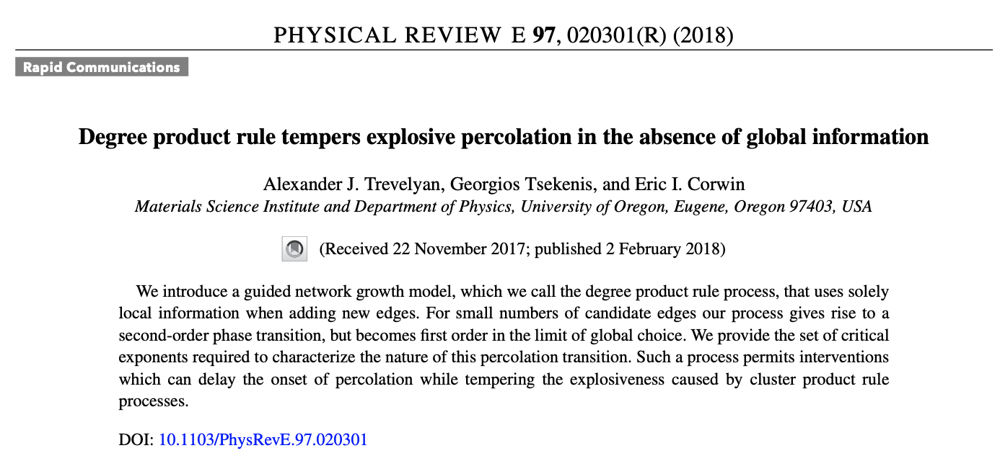 PHYSICAL REVIEW E 97, 020301(R) (2018)
Rapid Communications
Degree product rule tempers explosive percolation in the absence of global information
Alexander J. Trevelyan, Georgios Tsekenis, and Eric I. Corwin
Materials Science Institute and Department of Physics, University of Oregon, Eugene, Oregon 97403, USA
(Received 22 November 2017; published 2 February 2018)
We introduce a guided network growth model, which we call the degree product rule process, that uses solely
local information when adding new edges. For small numbers of candidate edges our process gives rise to a
second-order phase transition, but becomes first order in the limit of global choice. We provide the set of critical
exponents required to characterize the nature of this percolation transition. Such a process permits interventions
which can delay the onset of percolation while tempering the explosiveness caused by cluster product rule
processes.
DOI: 10.1103/PhysRevE.97.020301